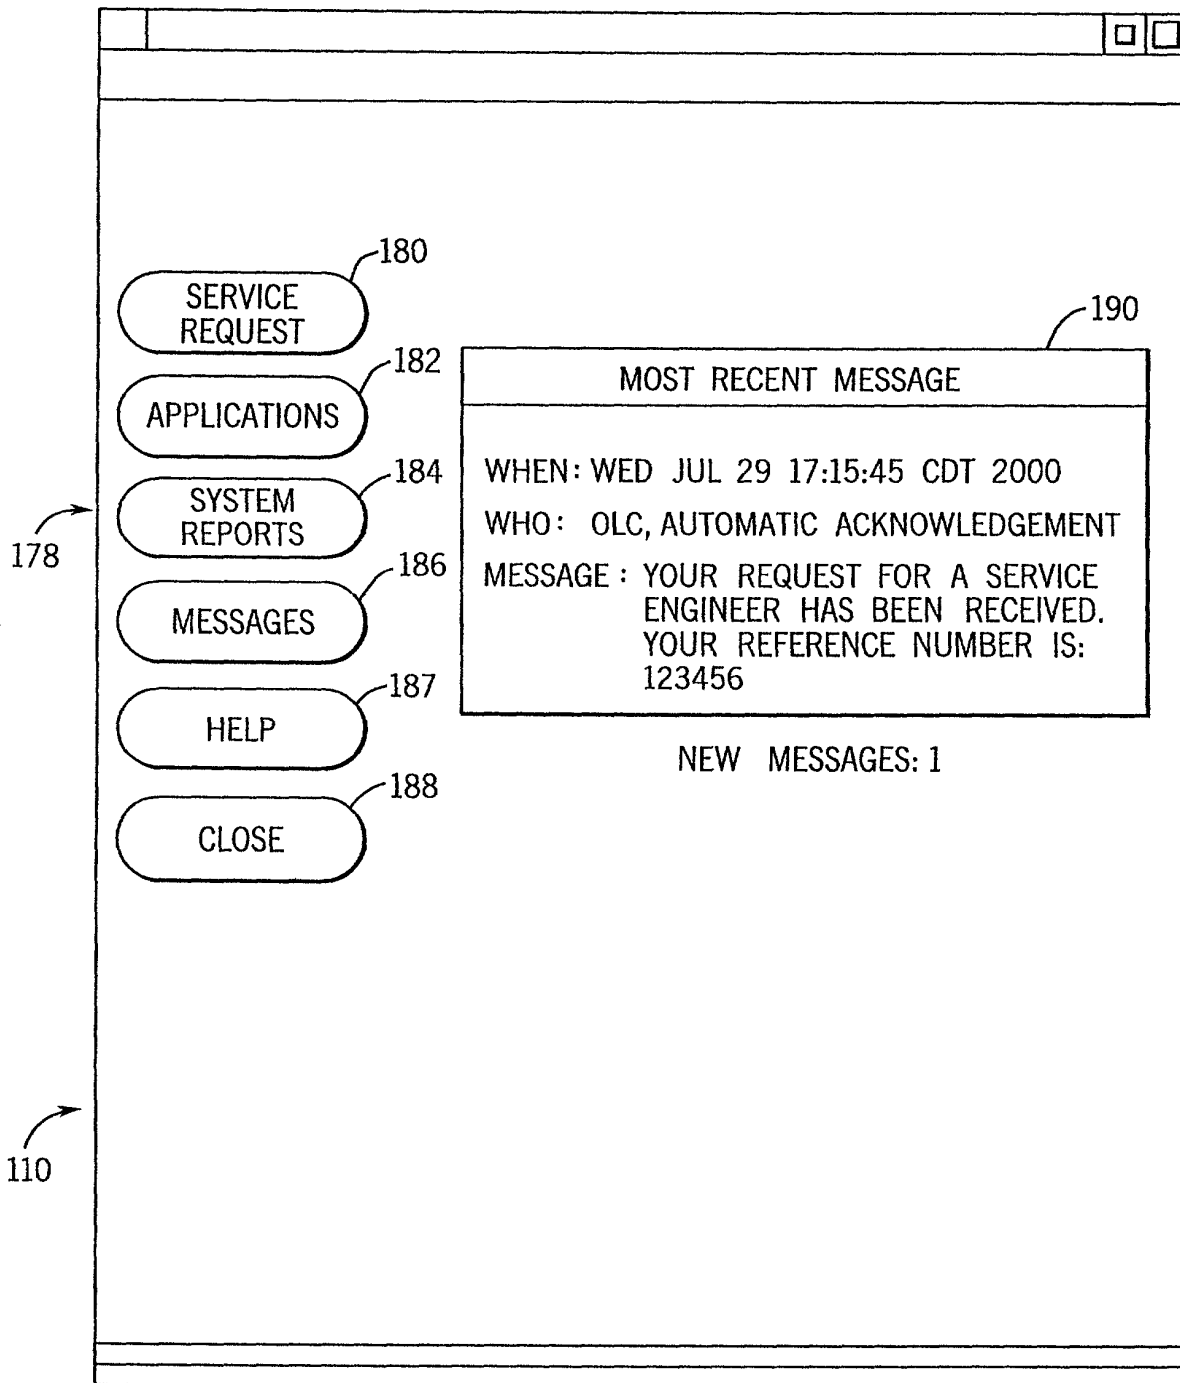 180
SERVICE
REQUEST
182
APPLICATIONS
184
SYSTEM
REPORTS
178
186
MESSAGES
187
HELP
188
CLOSE
190
MOST RECENT MESSAGE
WHEN: WED JUL 29 17:15:45 CDT 2000
WHO: OLC, AUTOMATIC ACKNOWLEDGEMENT
MESSAGE: YOUR REQUEST FOR A SERVICE
ENGINEER HAS BEEN RECEIVED.
YOUR REFERENCE NUMBER IS:
123456
NEW MESSAGES: 1
110